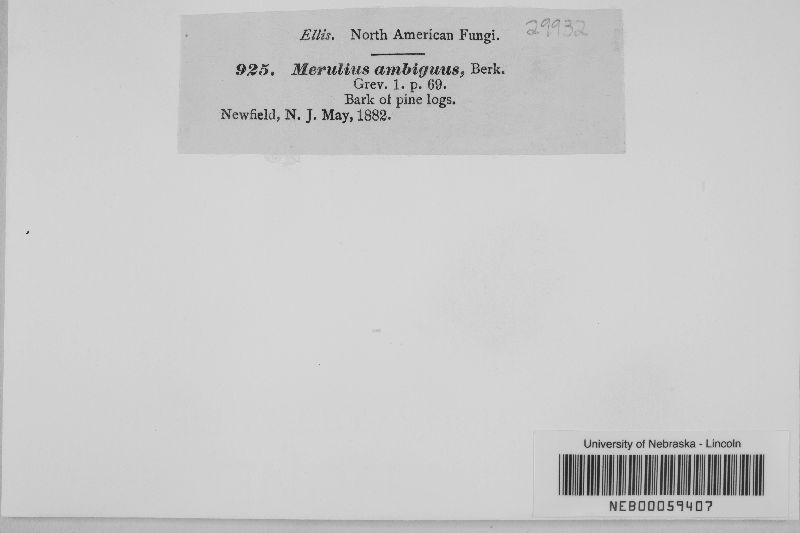 Ellis. North American Fungi. 29932
925. Merulius ambiguus, Berk.
Grev. 1. p. 69.
Bark of pine logs.
Newfield, N. J. May, 1882.
University of Nebraska - Lincoln
NEB00059407